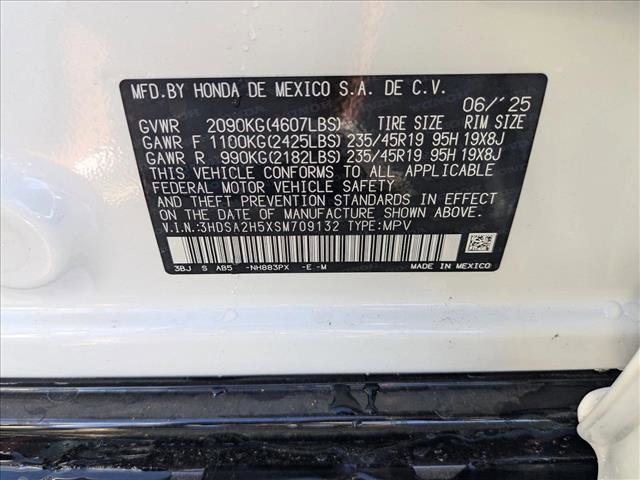 MFD.BY HONDA DE MEXICO S.A. DE C.V.
06/'25
GVWR 2090KG(4607LBS) TIRE SIZE RIM SIZE
GAWR F 1100KG(2425LBS) 235/45R19 95H 19X8J
GAWR R 990KG(2182LBS) 235/45R19 95H 19X8J
THIS VEHICLE CONFORMS TO ALL APPLICABLE
FEDERAL MOTOR VEHICLE SAFETY
AND THEFT PREVENTION STANDARDS IN EFFECT
ON THE DATE OF MANUFACTURE SHOWN ABOVE.
V.I.N.:3HDSA2H5XSM709132 TYPE:MPV
3BJ S AB5 -NH883PX -E -M MADE IN MEXICO